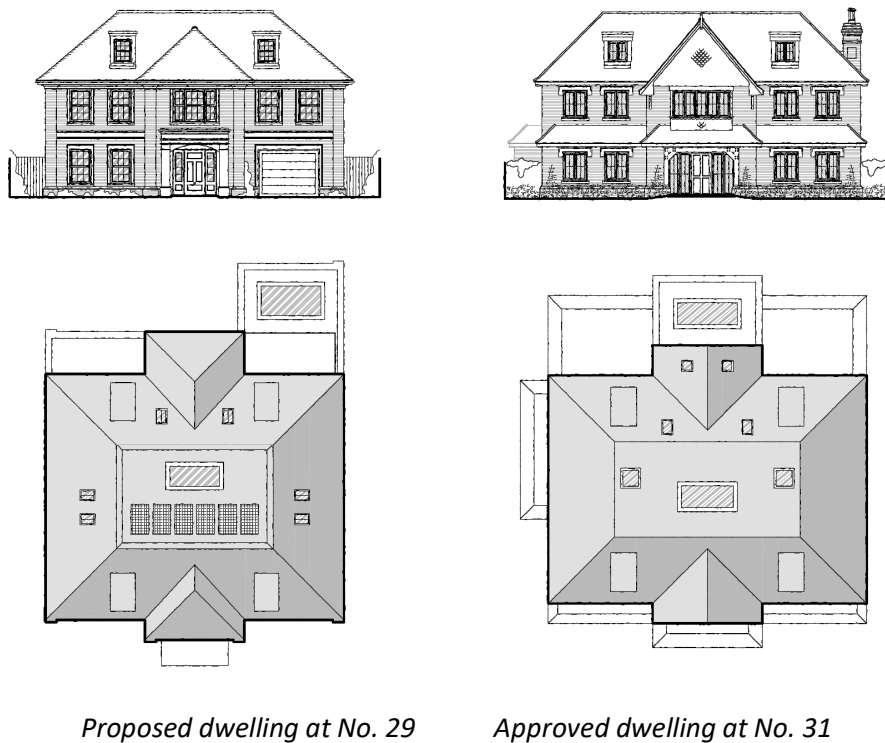 Proposed dwelling at No. 29
Approved dwelling at No. 31